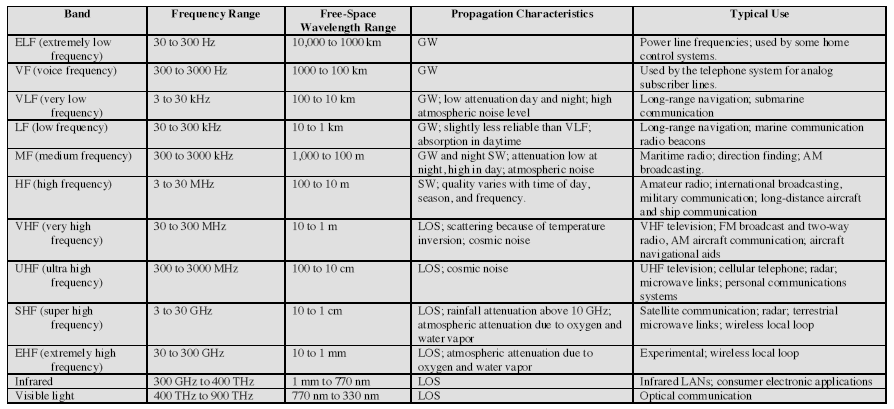 Band Frequency Range Free-Space Wavelength Range Propagation Characteristics Typical Use
ELF (extremely low frequency) 30 to 300 Hz 10,000 to 1000 km GW Power line frequencies; used by some home control systems.
VF (voice frequency) 300 to 3000 Hz 1000 to 100 km GW Used by the telephone system for analog subscriber lines.
VLF (very low frequency) 3 to 30 kHz 100 to 10 km GW; low attenuation day and night; high atmospheric noise level Long-range navigation; submarine communication
LF (low frequency) 30 to 300 kHz 10 to 1 km GW; slightly less reliable than VLF; absorption in daytime Long-range navigation; marine communication radio beacons
MF (medium frequency) 300 to 3000 kHz 1,000 to 100 m GW and night SW; attenuation low at night, high in day; atmospheric noise Maritime radio; direction finding; AM broadcasting.
HF (high frequency) 3 to 30 MHz 100 to 10 m SW; quality varies with time of day, season, and frequency. Amateur radio; international broadcasting, military communication; long-distance aircraft and ship communication
VHF (very high frequency) 30 to 300 MHz 10 to 1 m LOS; scattering because of temperature inversion; cosmic noise VHF television; FM broadcast and two-way radio, AM aircraft communication; aircraft navigational aids
UHF (ultra high frequency) 300 to 3000 MHz 100 to 10 cm LOS; cosmic noise UHF television; cellular telephone; radar; microwave links; personal communications systems
SHF (super high frequency) 3 to 30 GHz 10 to 1 cm LOS; rainfall attenuation above 10 GHz; atmospheric attenuation due to oxygen and water vapor Satellite communication; radar; terrestrial microwave links; wireless local loop
EHF (extremely high frequency) 30 to 300 GHz 10 to 1 mm LOS; atmospheric attenuation due to oxygen and water vapor Experimental; wireless local loop
Infrared 300 GHz to 400 THz 1 mm to 770 nm LOS Infrared LANs; consumer electronic applications
Visible light 400 THz to 900 THz 770 nm to 330 nm LOS Optical communication